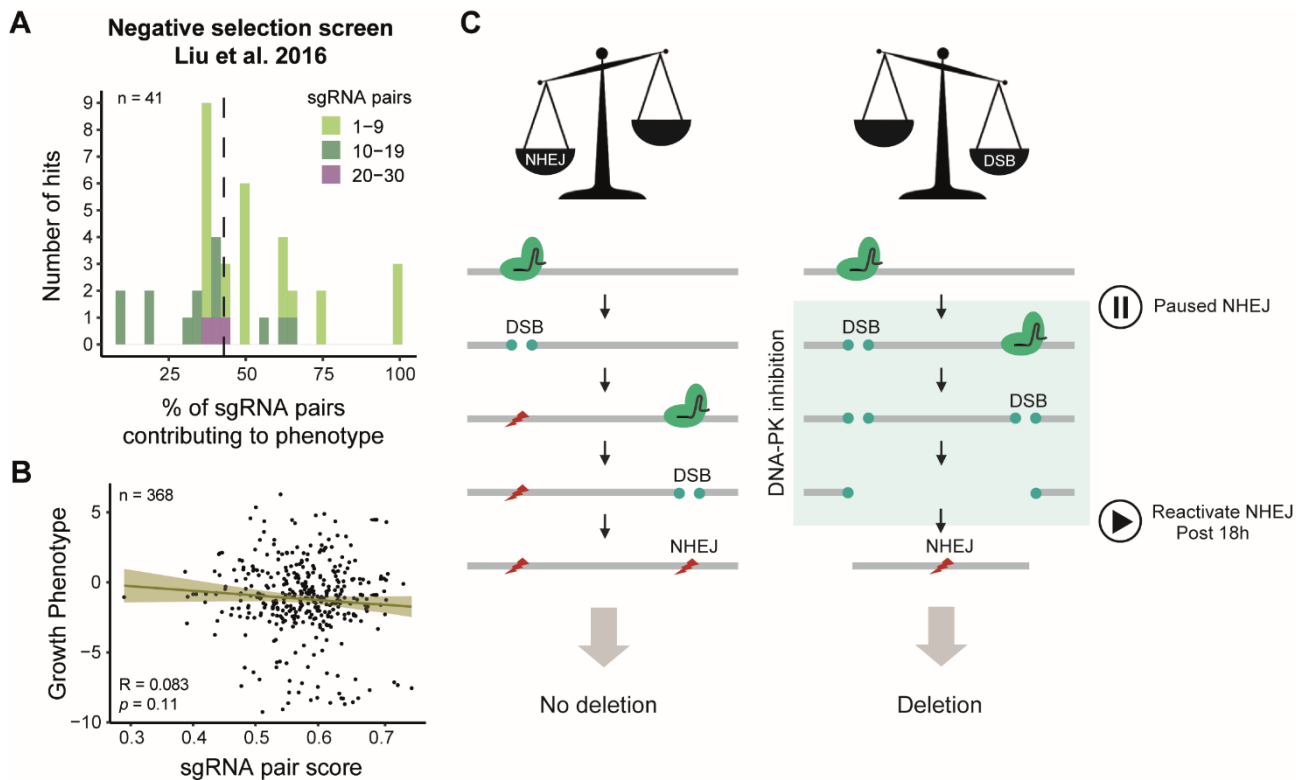 A
Negative selection screen
Liu et al. 2016
n = 41
sgRNA pairs
1−9
10−19
20−30
9
8
7
6
5
4
3
2
1
0
Number of hits
25
50
75
100
% of sgRNA pairs
contributing to phenotype
B
n = 368
5
0
−5
−10
Growth Phenotype
R = 0.083
p = 0.11
0.3
0.4
0.5
0.6
0.7
sgRNA pair score
C
NHEJ
DSB
DSB
DSB
NHEJ
No deletion
DNA-PK inhibition
DSB
DSB
NHEJ
Deletion
Paused NHEJ
Reactivate NHEJ
Post 18h